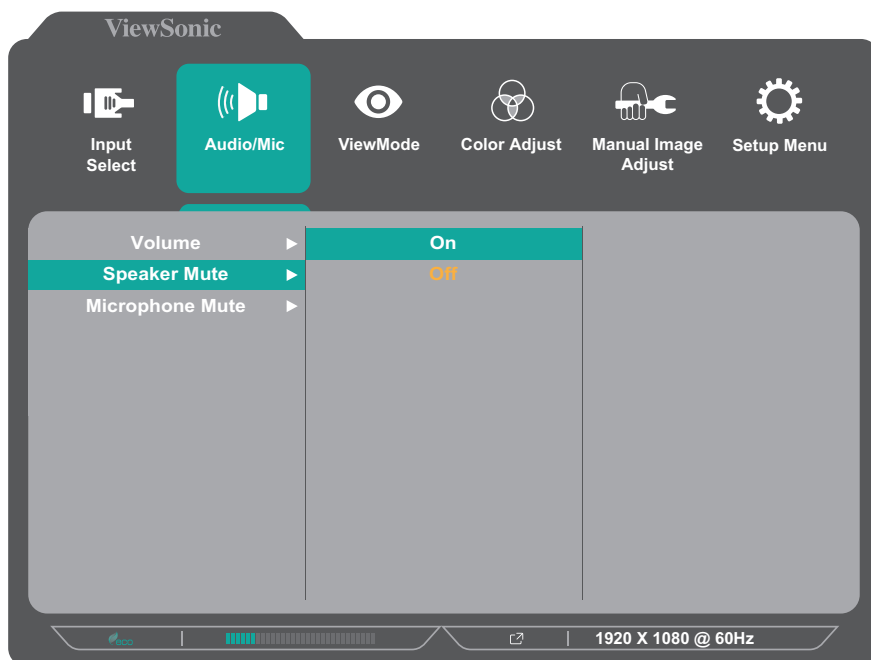 ViewSonic
Input
Select
Audio/Mic
ViewMode
Color Adjust
Manual Image
Adjust
Setup Menu
Volume
On
Speaker Mute
Off
Microphone Mute
eco
1920 X 1080 @ 60Hz